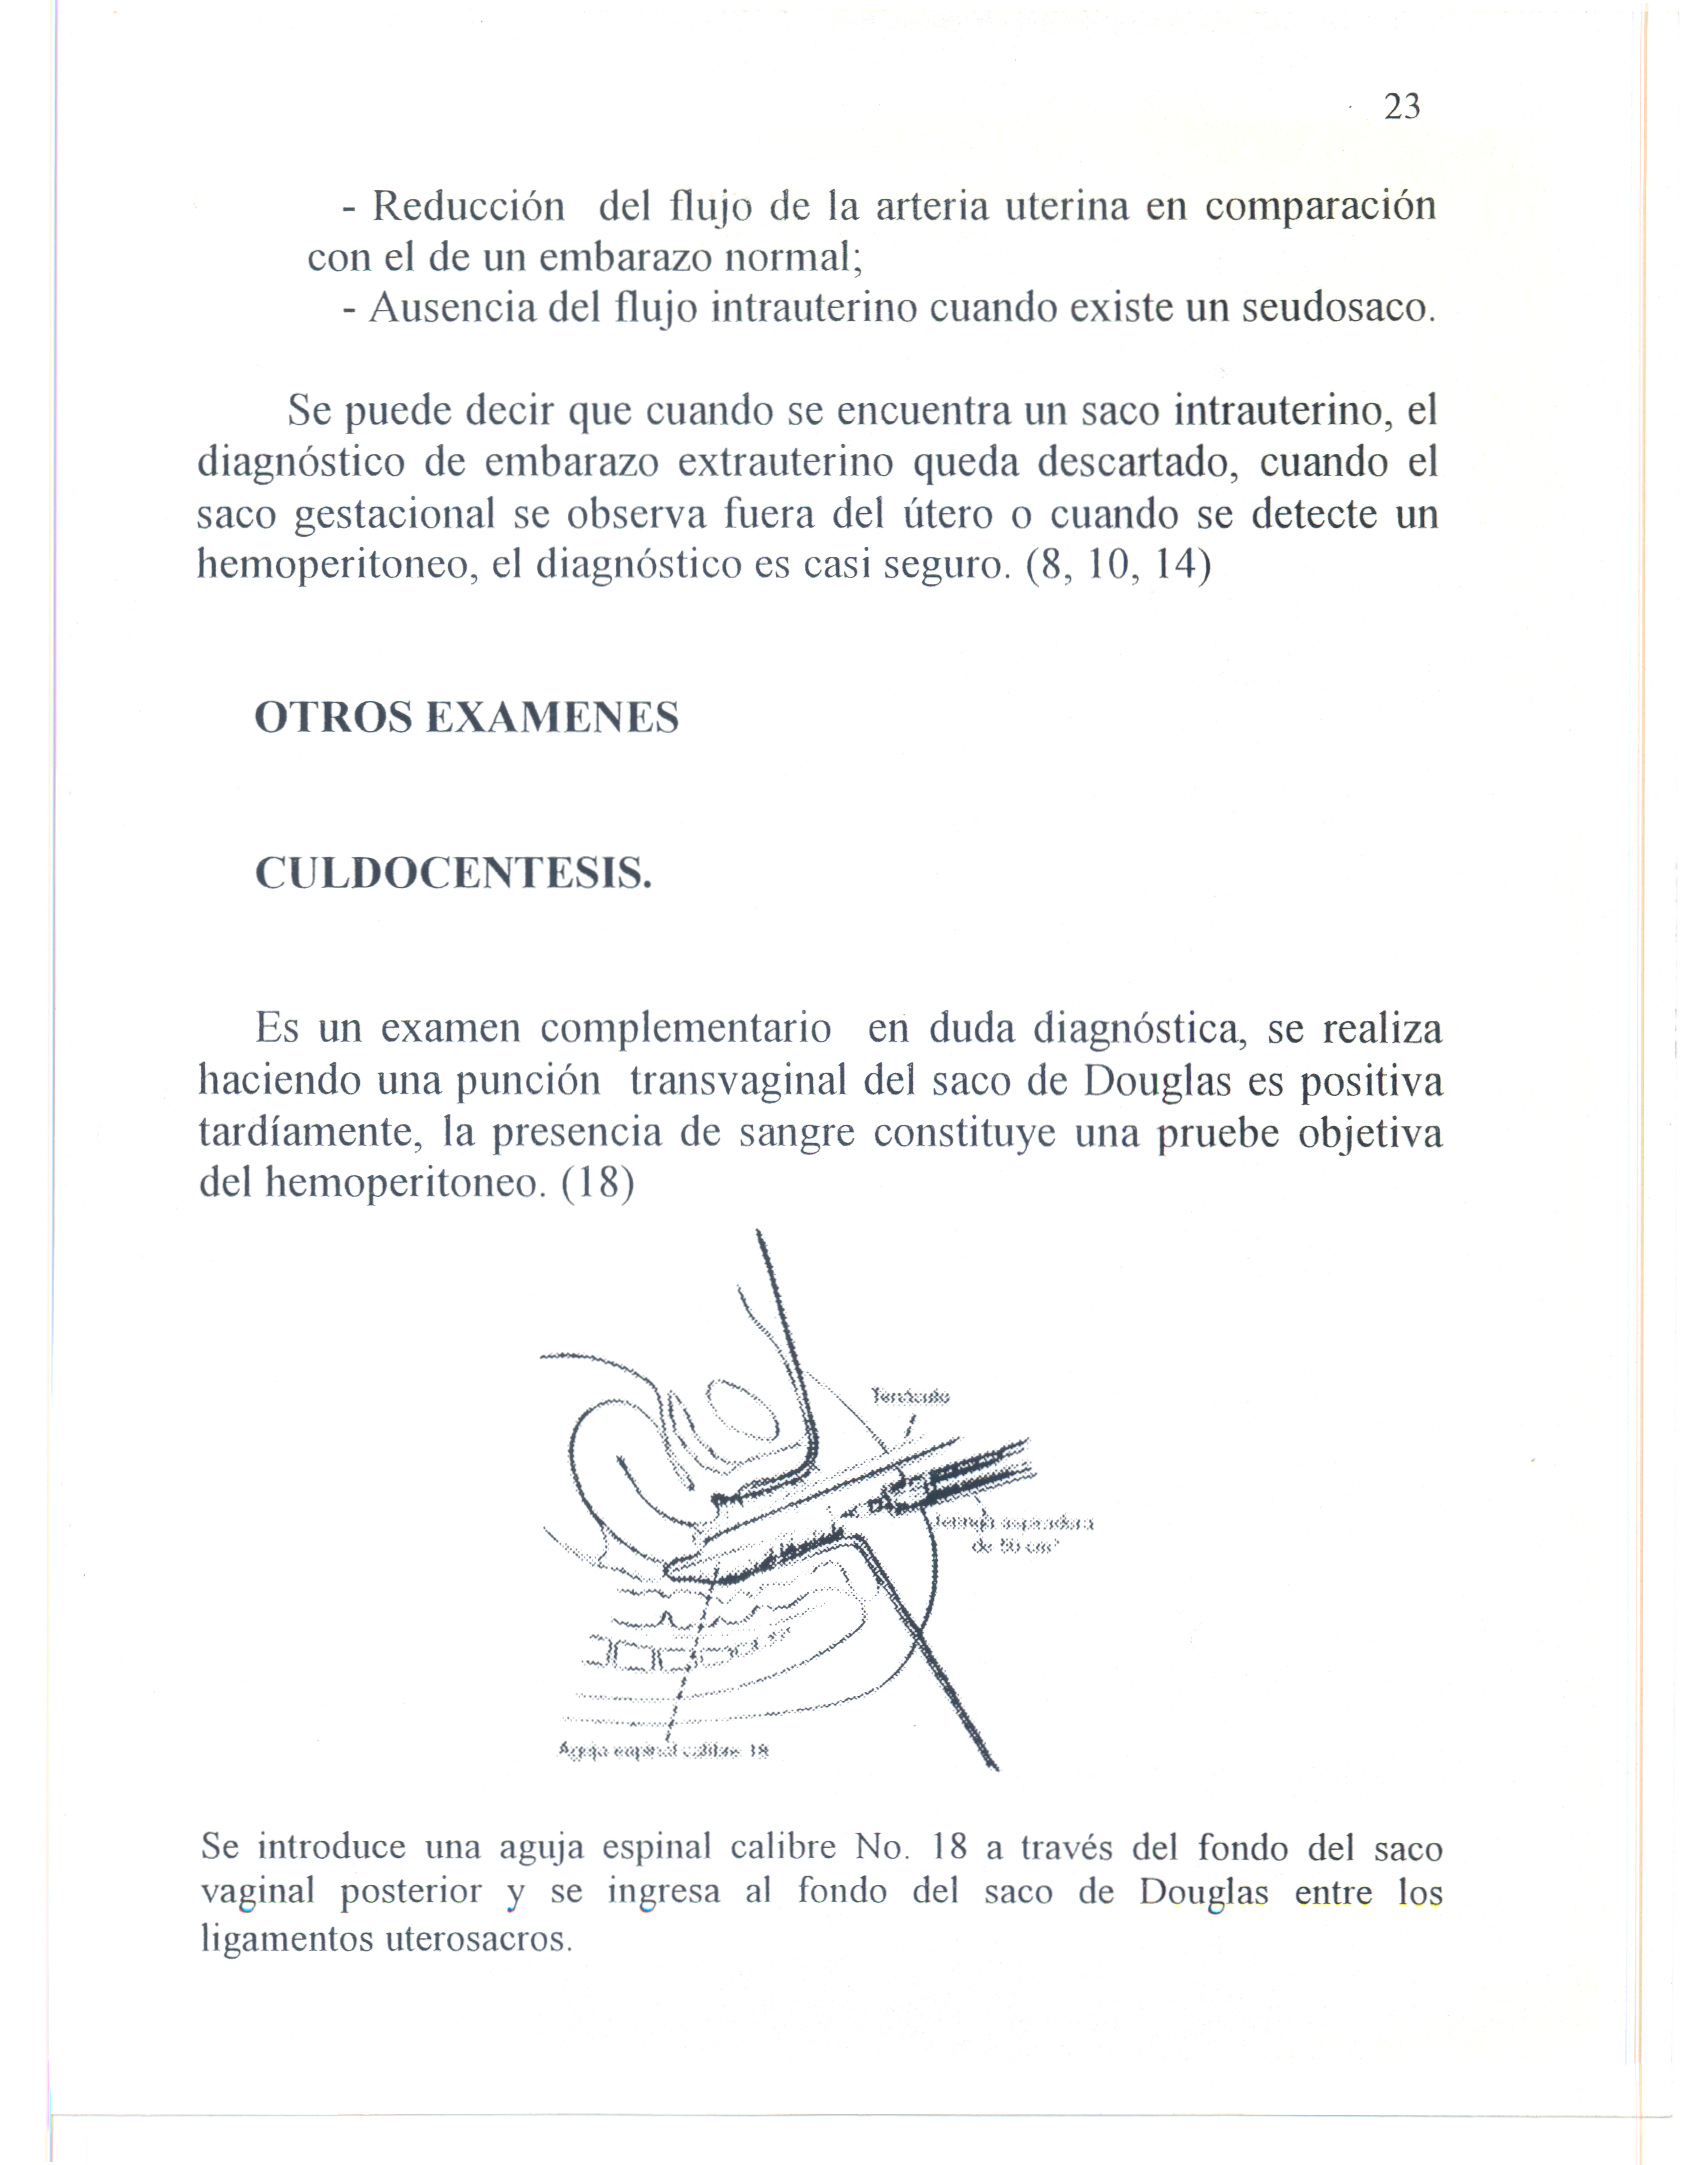 23
- Reducción del flujo de la arteria uterina en comparación
con el de un embarazo normal;
- Ausencia del flujo intrauterino cuando existe un seudosaco.
Se puede decir que cuando se encuentra un saco intrauterino, el
diagnóstico de embarazo extrauterino queda descartado, cuando el
saco gestacional se observa fuera del útero o cuando se detecte un
hemoperitoneo, el diagnóstico es casi seguro. (8, 10, 14)
OTROS EXAMENES
CULDOCENTESIS.
Es un examen complementario en duda diagnóstica, se realiza
haciendo una punción transvaginal del saco de Douglas es positiva
tardíamente, la presencia de sangre constituye una pruebe objetiva
del hemoperitoneo. (18)
Aguja espinal calibre 18
Se introduce una aguja espinal calibre No. 18 a través del fondo del saco
vaginal posterior y se ingresa al fondo del saco de Douglas entre los
ligamentos uterosacros.